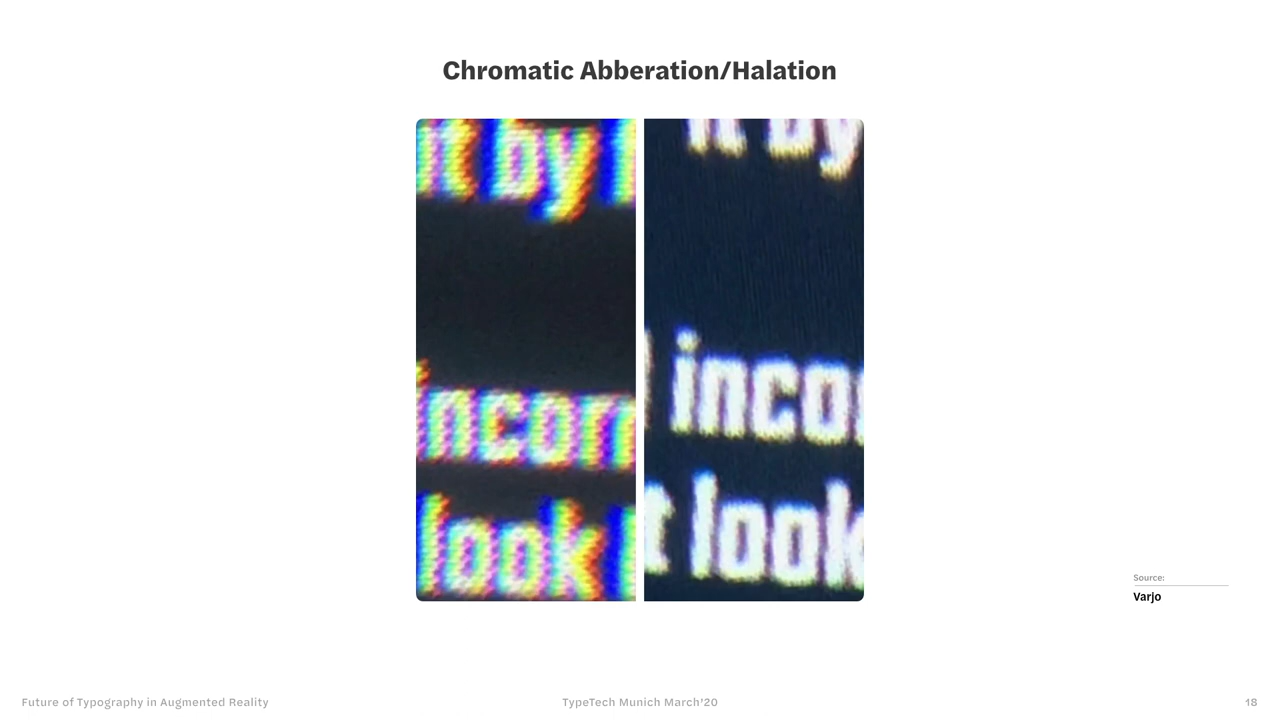 Chromatic Abberation/Halation
it by
incom
look
it by
incor
t look
Source:
Varjo
Future of Typography in Augmented Reality
TypeTech Munich March'20
18